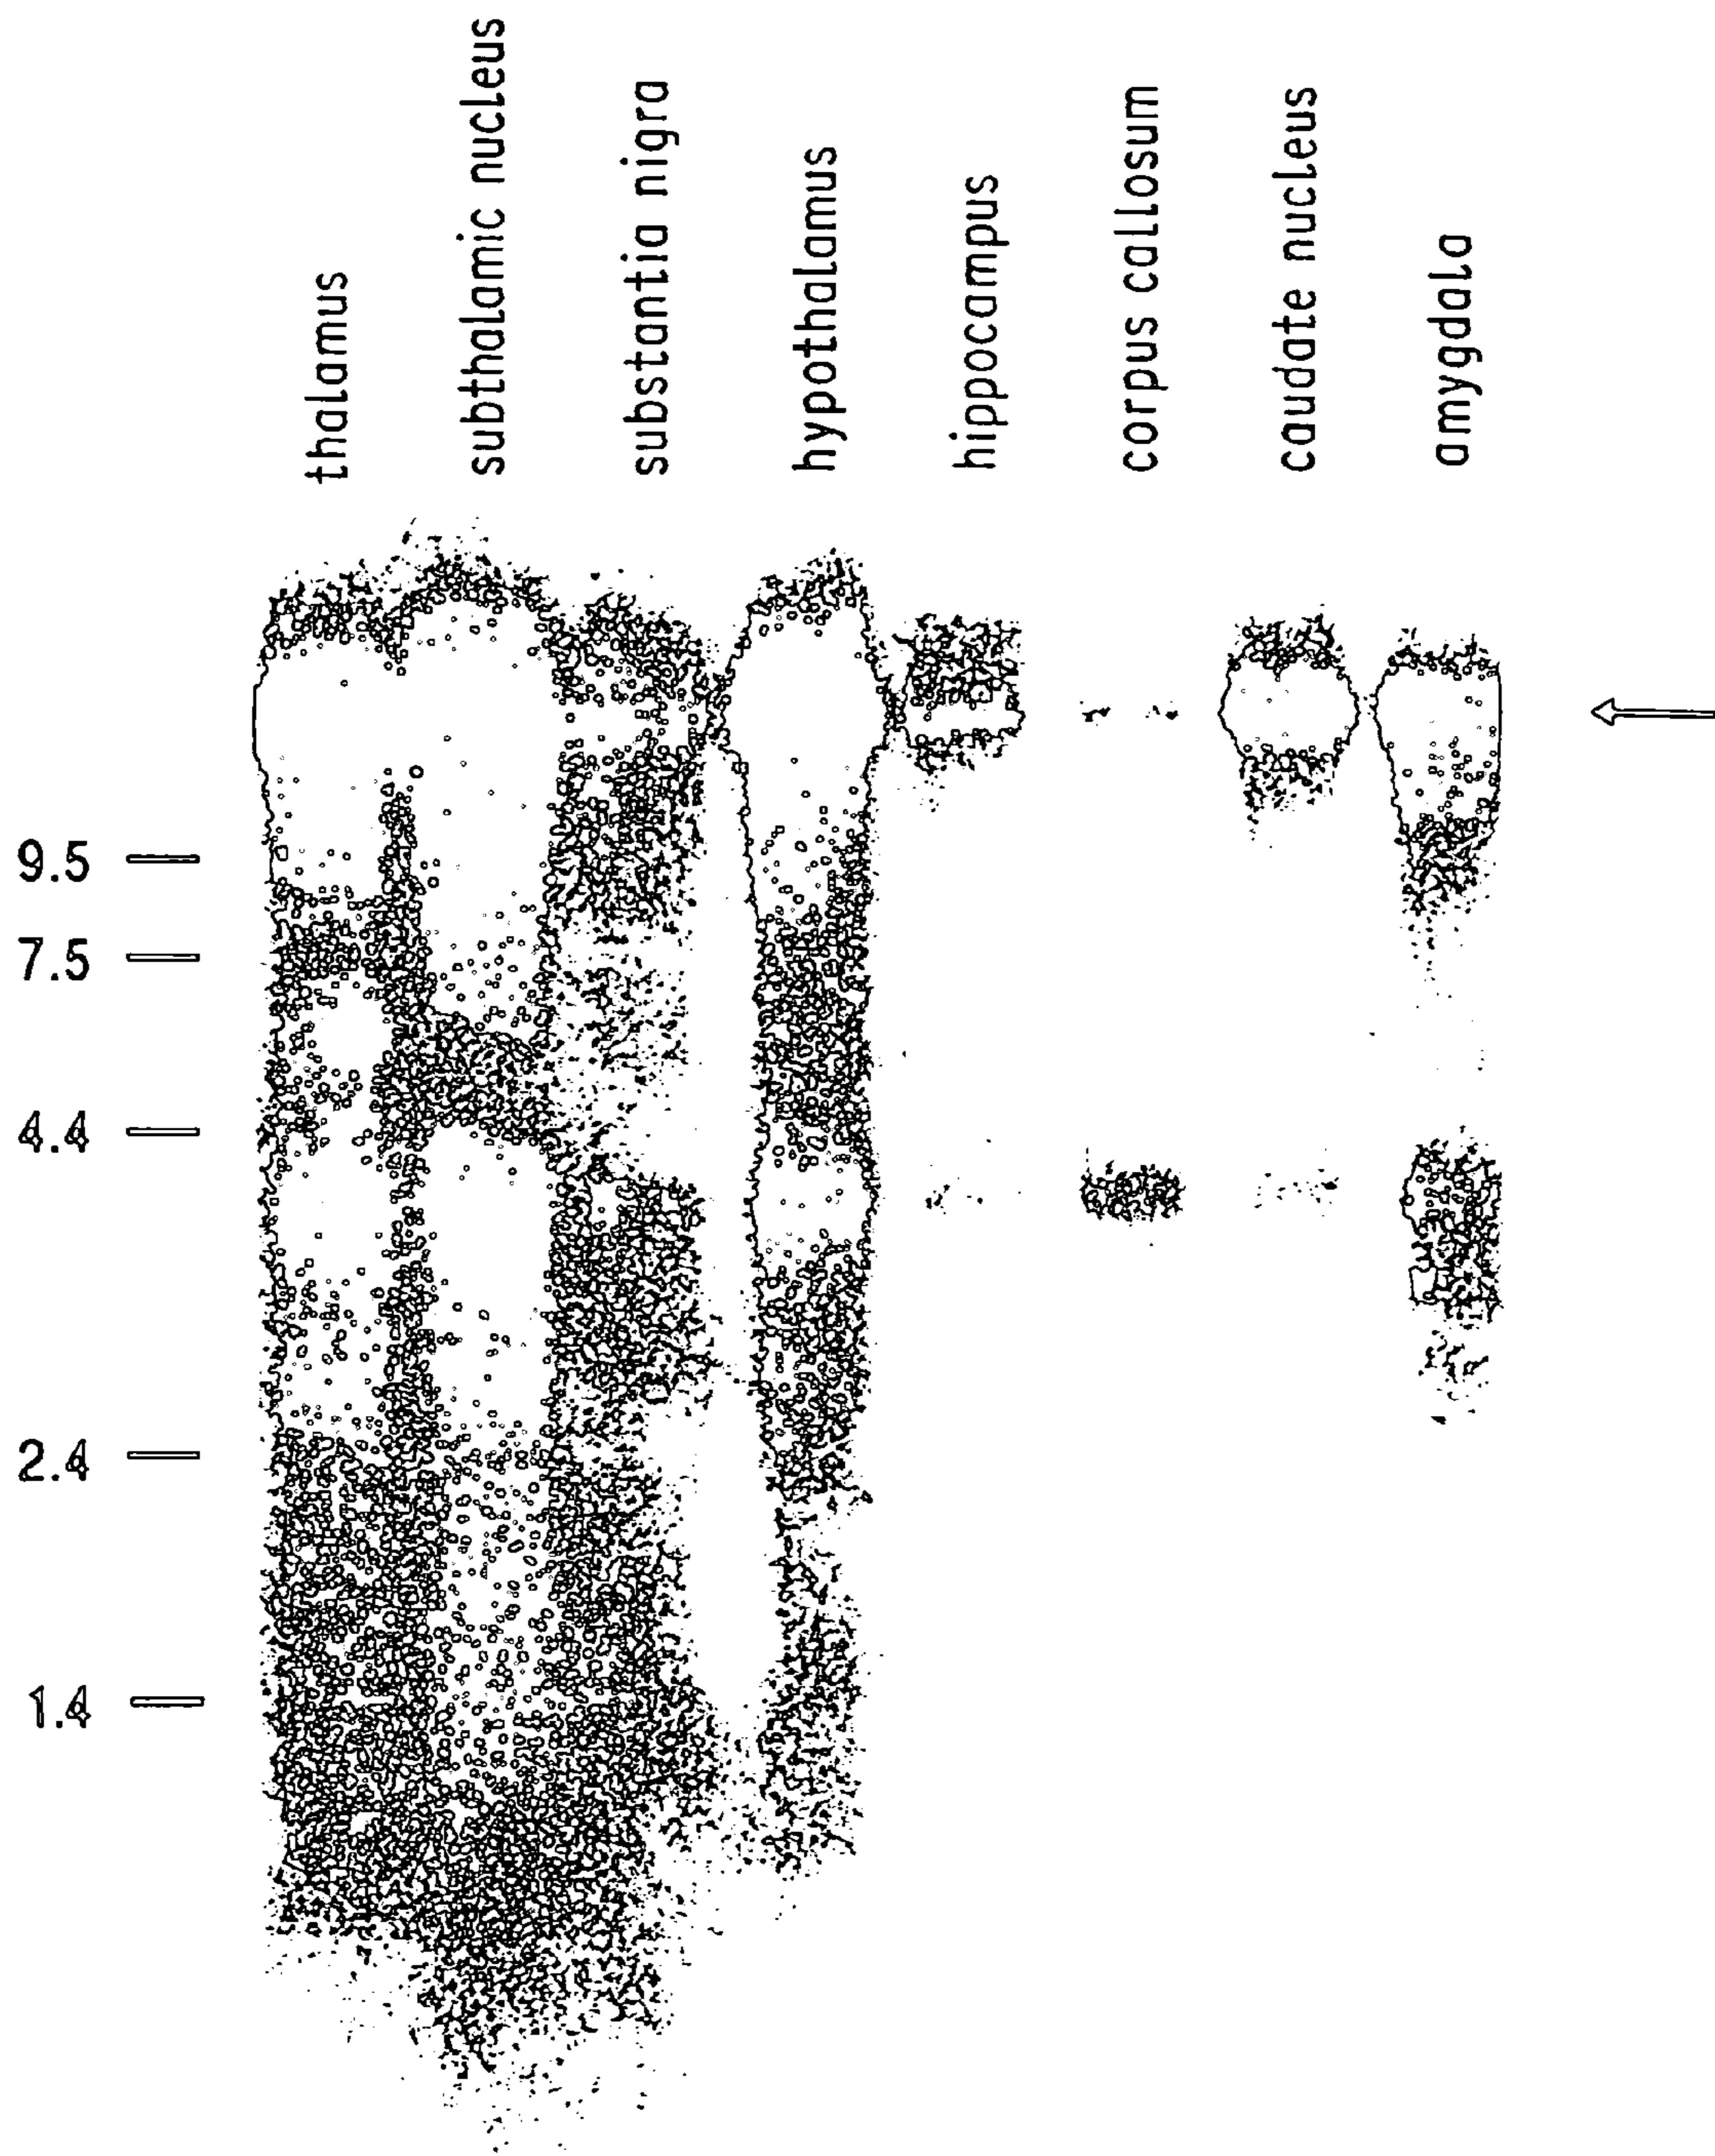 thalamus
subthalamic nucleus
substantia nigra
hypothalamus
hippocampus
corpus callosum
caudate nucleus
amygdala
9.5
7.5
4.4
2.4
1.4